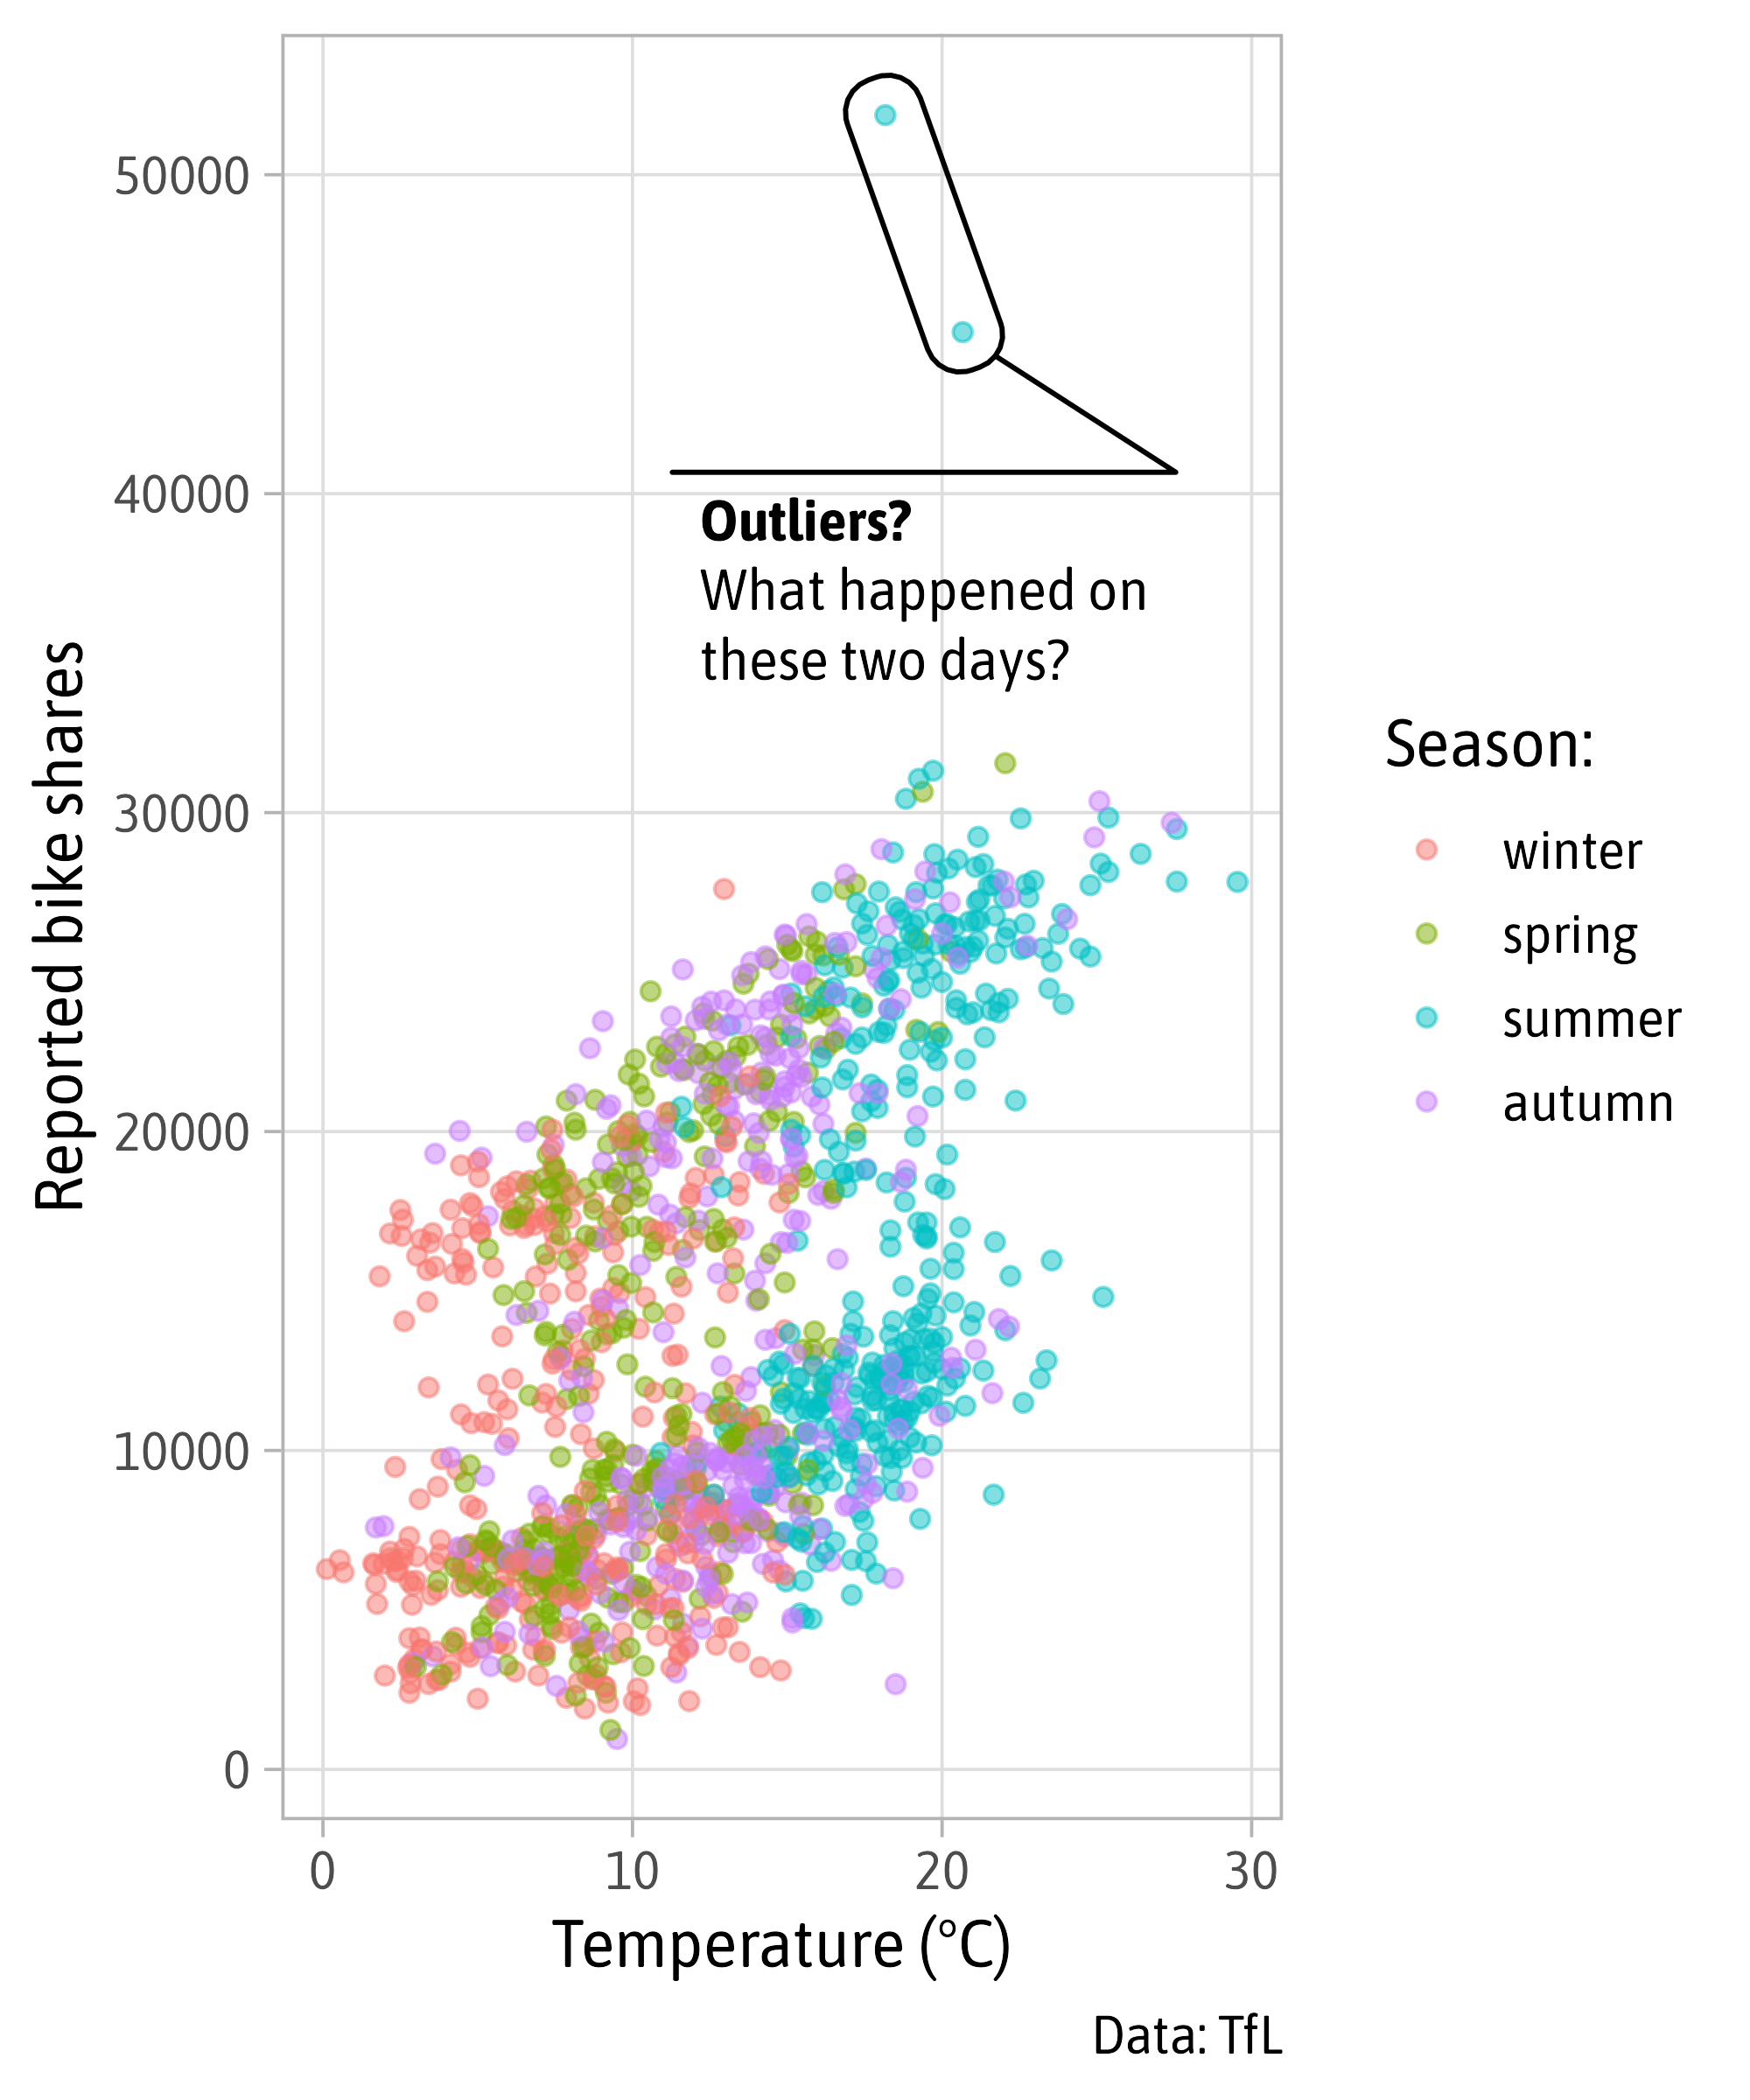 50000
40000
30000
20000
10000
0
Reported bike shares
Outliers?
What happened on
these two days?
Season:
winter
spring
summer
autumn
0 10 20 30
Temperature (°C)
Data: TfL